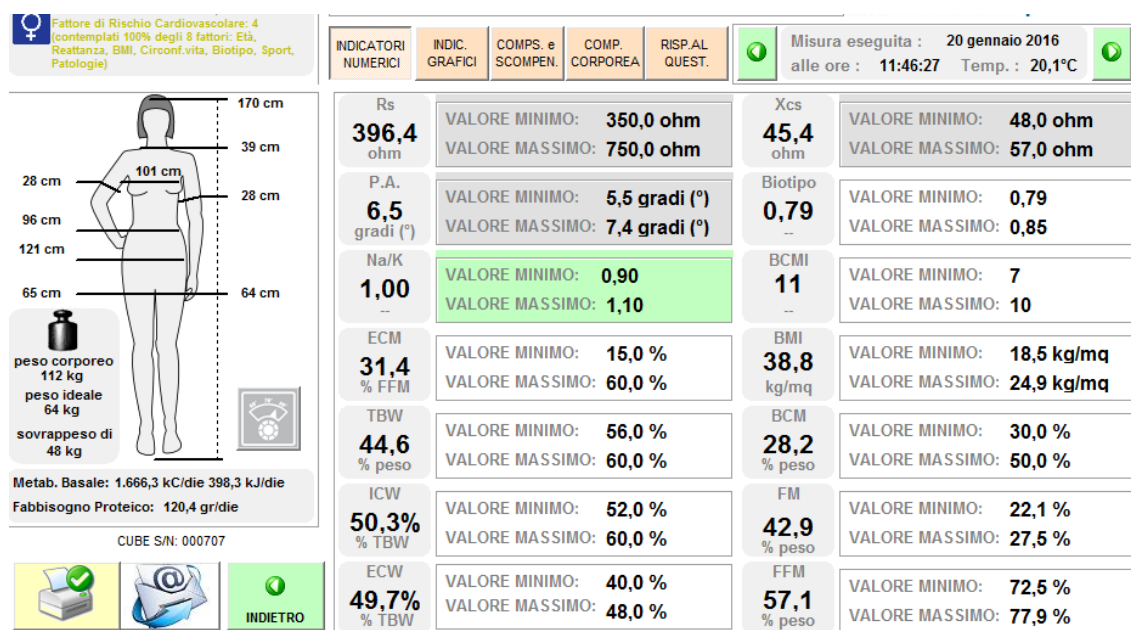 Fattore di Rischio Cardiovascolare: 4
(contemplati 100% degli 8 fattori: Età,
Reattanza, BMI, Circonf.vita, Biotipo, Sport,
Patologie)
INDICATORI
NUMERICI
INDIC.
GRAFICI
COMPS. e
SCOMPEN.
COMP.
CORPOREA
RISP.AL
QUEST.
Misura eseguita : 20 gennaio 2016
alle ore : 11:46:27 Temp. : 20,1°C
170 cm
39 cm
101 cm
28 cm
28 cm
96 cm
121 cm
65 cm
64 cm
peso corporeo
112 kg
peso ideale
64 kg
sovrappeso di
48 kg
Metab. Basale: 1.666,3 kC/die 398,3 kJ/die
Fabbisogno Proteico: 120,4 gr/die
CUBE S/N: 000707
INDIETRO
Rs
396,4
ohm
VALORE MINIMO: 350,0 ohm
VALORE MASSIMO: 750,0 ohm
Xcs
45,4
ohm
VALORE MINIMO: 48,0 ohm
VALORE MASSIMO: 57,0 ohm
P.A.
6,5
gradi (°)
VALORE MINIMO: 5,5 gradi (°)
VALORE MASSIMO: 7,4 gradi (°)
Biotipo
0,79
--
VALORE MINIMO: 0,79
VALORE MASSIMO: 0,85
Na/K
1,00
--
VALORE MINIMO: 0,90
VALORE MASSIMO: 1,10
BCMI
11
--
VALORE MINIMO: 7
VALORE MASSIMO: 10
ECM
31,4
% FFM
VALORE MINIMO: 15,0 %
VALORE MASSIMO: 60,0 %
BMI
38,8
kg/mq
VALORE MINIMO: 18,5 kg/mq
VALORE MASSIMO: 24,9 kg/mq
TBW
44,6
% peso
VALORE MINIMO: 56,0 %
VALORE MASSIMO: 60,0 %
BCM
28,2
% peso
VALORE MINIMO: 30,0 %
VALORE MASSIMO: 50,0 %
ICW
50,3%
% TBW
VALORE MINIMO: 52,0 %
VALORE MASSIMO: 60,0 %
FM
42,9
% peso
VALORE MINIMO: 22,1 %
VALORE MASSIMO: 27,5 %
ECW
49,7%
% TBW
VALORE MINIMO: 40,0 %
VALORE MASSIMO: 48,0 %
FFM
57,1
% peso
VALORE MINIMO: 72,5 %
VALORE MASSIMO: 77,9 %